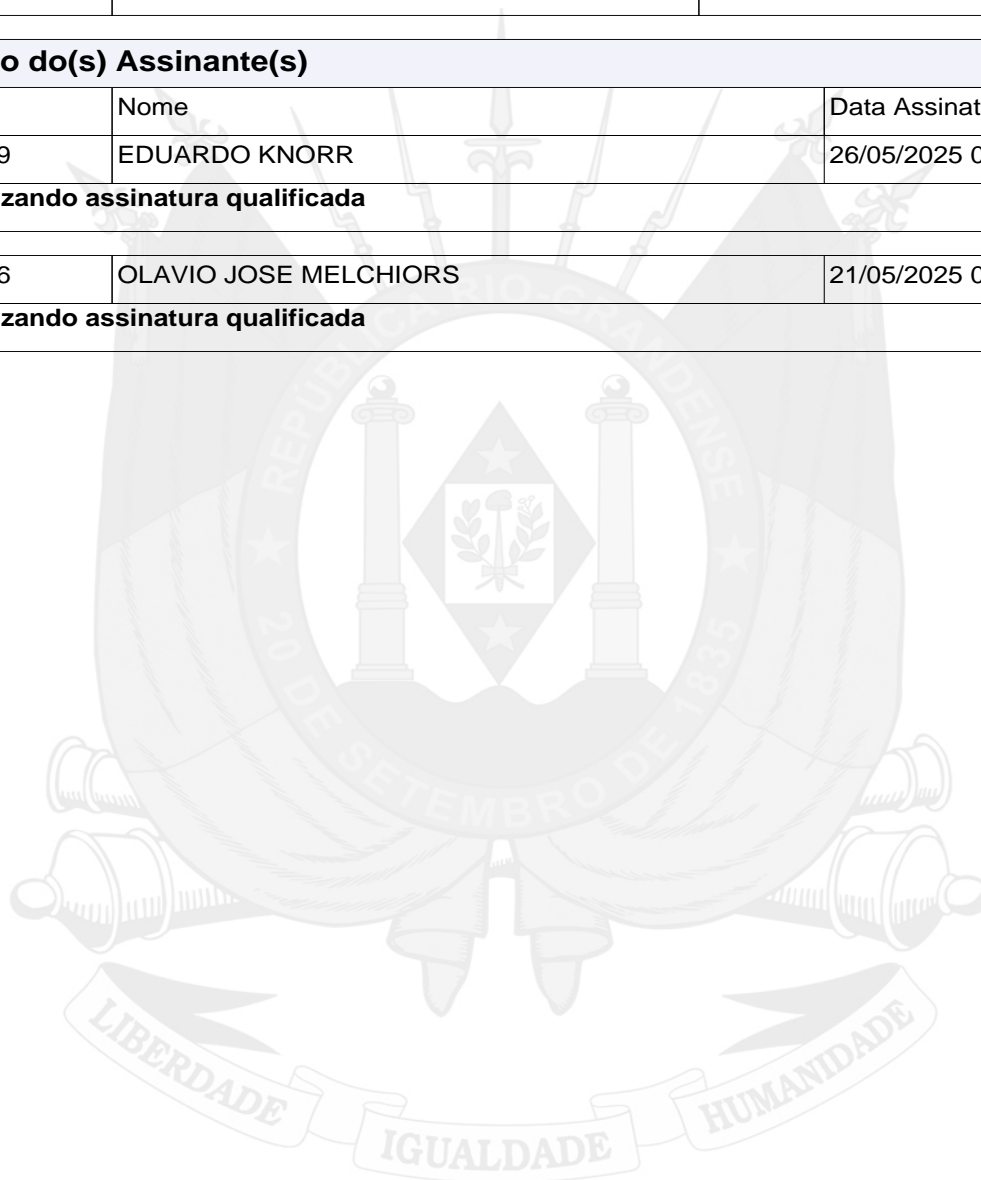 o do(s) Assinante(s)
Nome Data Assinat
9 EDUARDO KNORR 26/05/2025 0
zando assinatura qualificada
6 OLAVIO JOSE MELCHIORS 21/05/2025 0
zando assinatura qualificada
REPÚBLICA RIO-GRANDENSE
20 DE SETEMBRO DE 1835
LIBERDADE IGUALDADE HUMANIDADE